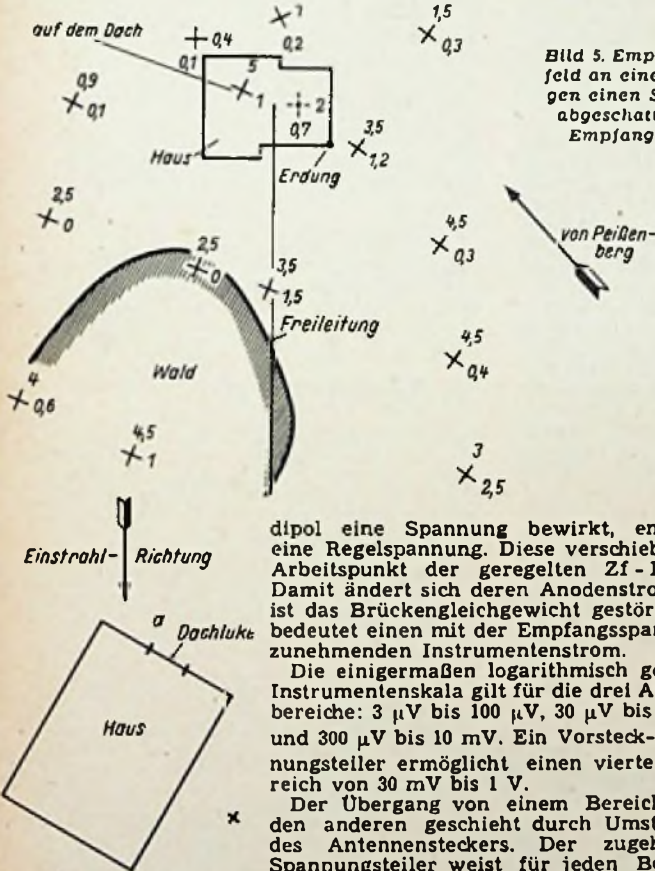 auf dem Dach
7
0,2
1,5
0,3
0,4
0,1
5
1
2
0,7
0,9
0,1
Bild 5. Emp-
feld an eine
gen einen S
abgeschatt
Empfang
Haus
Erdung
3,5
1,2
2,5
0
4,5
0,3
von Peißen-
berg
2,5
0
3,5
1,5
Freileitung
Wald
4
0,6
4,5
0,4
4,5
1
3
2,5
Einstrahl- Richtung
a
Dachluke
Haus
dipol eine Spannung bewirkt, en
eine Regelspannung. Diese verschieb
Arbeitspunkt der geregelten Zf-
Damit ändert sich deren Anodenstro
ist das Brückengleichgewicht gestör
bedeutet einen mit der Empfangsspa
zunehmenden Instrumentenstrom.
Die einigermaßen logarithmisch ge
Instrumentenskala gilt für die drei A
bereiche: 3 µV bis 100 µV, 30 µV bis
und 300 µV bis 10 mV. Ein Vorsteck-
nungsteiler ermöglicht einen vierte
reich von 30 mV bis 1 V.
Der Übergang von einem Bereich
den anderen geschieht durch Umst
des Antennensteckers. Der zugeh
Spannungsteiler weist für jeden Be